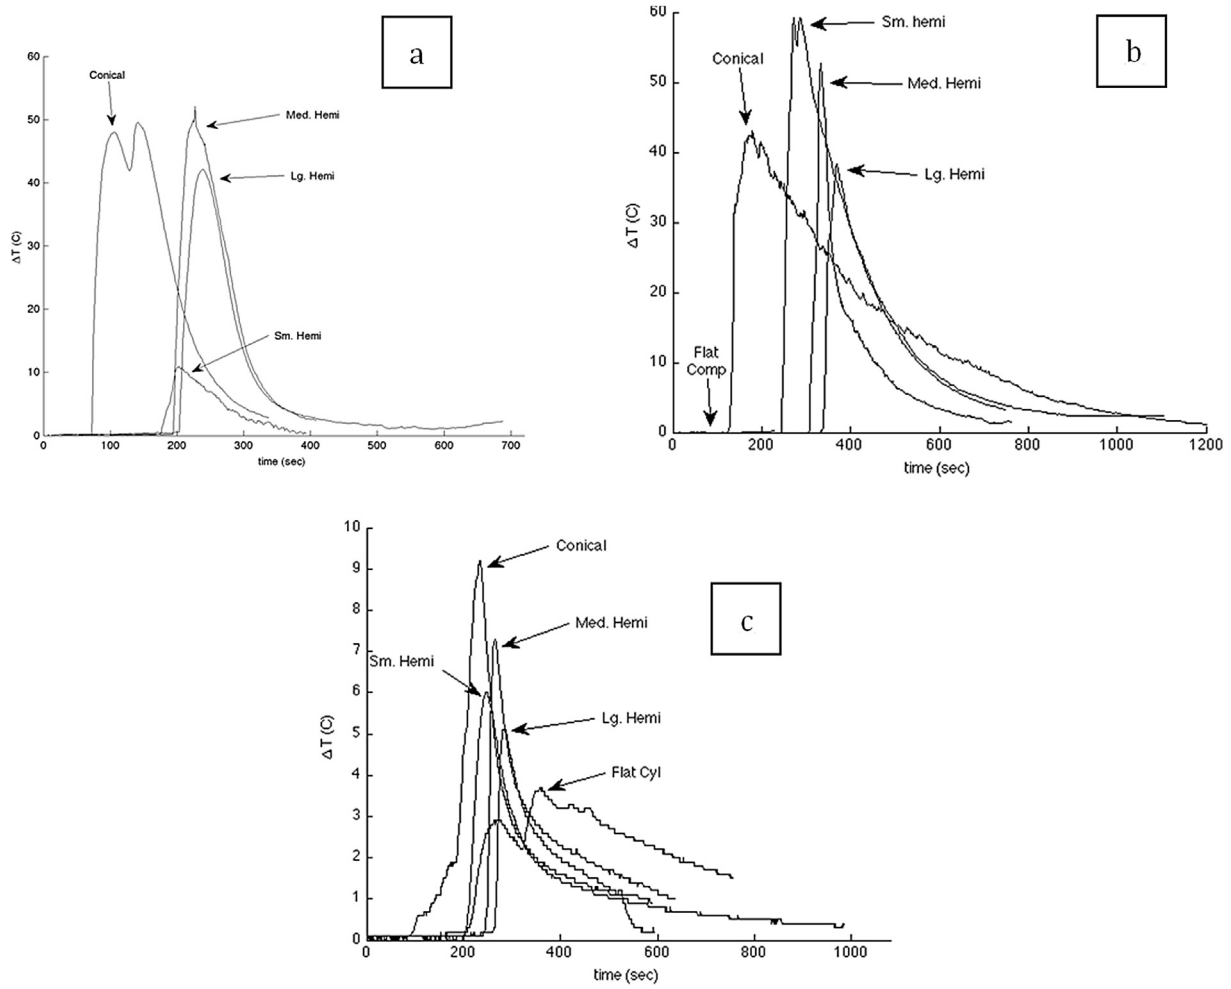 a
60
50
40
30
20
10
0
ΔT (C)
Conical
Med. Hemi
Lg. Hemi
Sm. Hemi
0 100 200 300 400 500 600 700
time (sec)
b
60
50
40
30
20
10
0
ΔT (C)
Sm. hemi
Conical
Med. Hemi
Lg. Hemi
Flat
Comp
0 200 400 600 800 1000 1200
time (sec)
c
10
9
8
7
6
5
4
3
2
1
0
ΔT (C)
Conical
Med. Hemi
Sm. Hemi
Lg. Hemi
Flat Cyl
0 200 400 600 800 1000
time (sec)